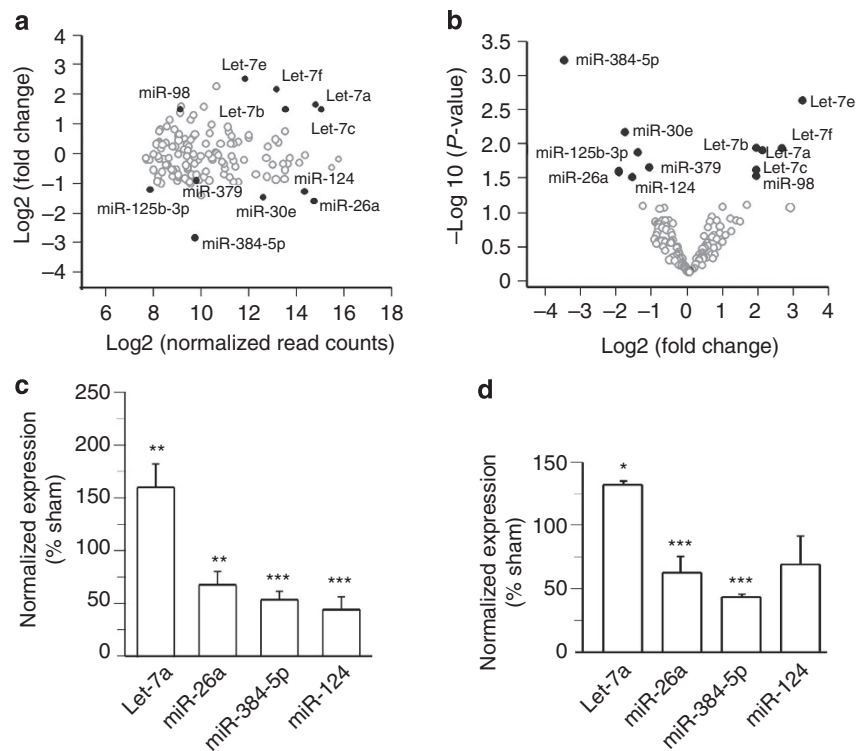 a
4
3
2
1
0
−1
−2
−3
−4
Log2 (fold change)
Let-7e
Let-7f
miR-98
Let-7b
Let-7a
Let-7c
miR-124
miR-379
miR-125b-3p
miR-30e
miR-26a
miR-384-5p
6 8 10 12 14 16 18
Log2 (normalized read counts)
b
3.5
3.0
2.5
2.0
1.5
1.0
0.5
0
−Log 10 (P-value)
miR-384-5p
Let-7e
miR-30e
Let-7b
Let-7f
miR-125b-3p
Let-7a
miR-379
Let-7c
miR-26a
miR-124
miR-98
−4 −3 −2 −1 0 1 2 3 4
Log2 (fold change)
c
250
200
150
100
50
0
Normalized expression
(% sham)
**
**
***
***
Let-7a
miR-26a
miR-384-5p
miR-124
d
150
100
50
0
Normalized expression
(% sham)
*
***
***
Let-7a
miR-26a
miR-384-5p
miR-124